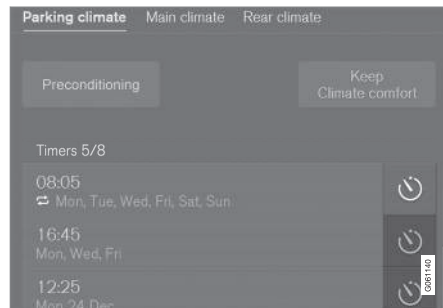 Parking climate Main climate Rear climate
Preconditioning
Keep
Climate comfort
Timers 5/8
08:05
Mon, Tue, Wed, Fri, Sat, Sun
16:45
Mon, Wed, Fri
12:25
Mon 24 Dec
G061140